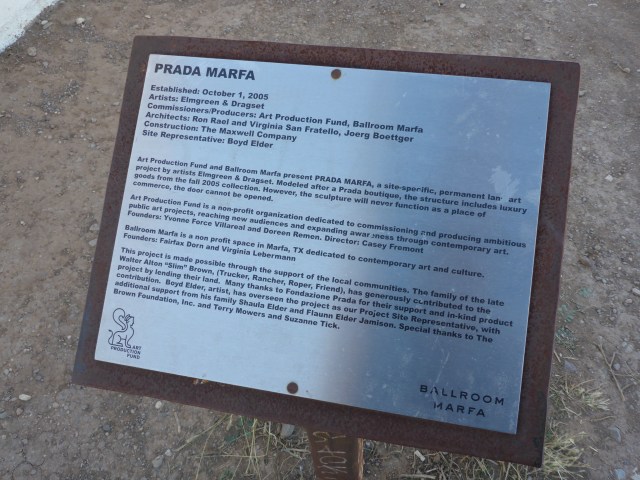 PRADA MARFA
Established: October 1, 2005
Artists: Elmgreen & Dragset
Commissioners/Producers: Art Production Fund, Ballroom Marfa
Architects: Ron Rael and Virginia San Fratello, Joerg Boettger
Construction: The Maxwell Company
Site Representative: Boyd Elder
Art Production Fund and Ballroom Marfa present PRADA MARFA, a site-specific, permanent land art
project by artists Elmgreen & Dragset. Modeled after a Prada boutique, the structure includes luxury
goods from the fall 2005 collection. However, the sculpture will never function as a place of
commerce, the door cannot be opened.
Art Production Fund is a non-profit organization dedicated to commissioning and producing ambitious
public art projects, reaching new audiences and expanding awareness through contemporary art.
Founders: Yvonne Force Villareal and Doreen Remen. Director: Casey Fremont
Ballroom Marfa is a non profit space in Marfa, TX dedicated to contemporary art and culture.
Founders: Fairfax Dorn and Virginia Lebermann
This project is made possible through the support of the local communities. The family of the late
Walter Alton "Slim" Brown, (Trucker, Rancher, Roper, Friend), has generously contributed to the
project by lending their land. Many thanks to Fondazione Prada for their support and in-kind product
contribution. Boyd Elder, artist, has overseen the project as our Project Site Representative, with
additional support from his family Shaula Elder and Flaunn Elder Jamison. Special thanks to The
Brown Foundation, Inc. and Terry Mowers and Suzanne Tick.
ART
PRODUCTION
FUND
BALLROOM
MARFA